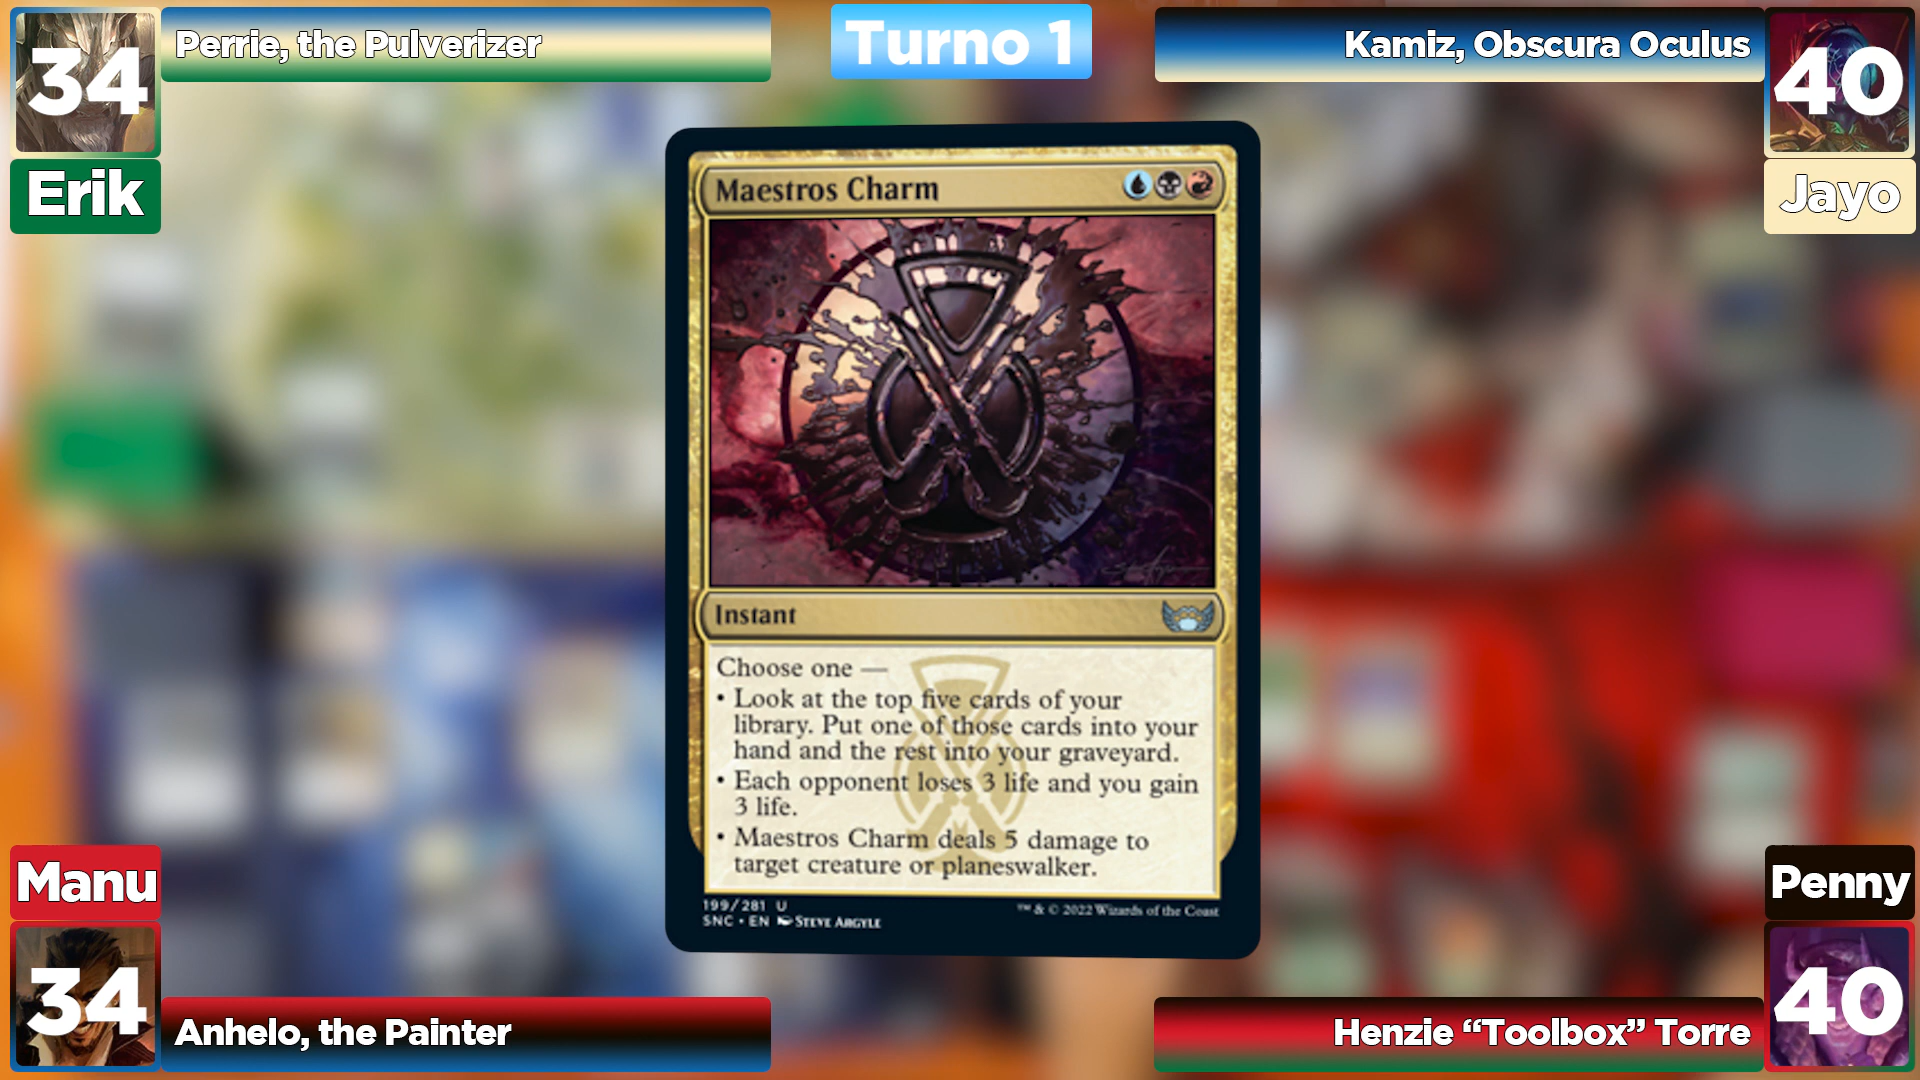 34
Perrie, the Pulverizer
Erik
Turno 1
Kamiz, Obscura Oculus
40
Jayo
Maestros Charm
Instant
Choose one —
• Look at the top five cards of your
library. Put one of those cards into your
hand and the rest into your graveyard.
• Each opponent loses 3 life and you gain
3 life.
• Maestros Charm deals 5 damage to
target creature or planeswalker.
199/281 U
SNC • EN STEVE ARGYLE
™ & © 2022 Wizards of the Coast
Manu
34
Anhelo, the Painter
Penny
40
Henzie “Toolbox” Torre